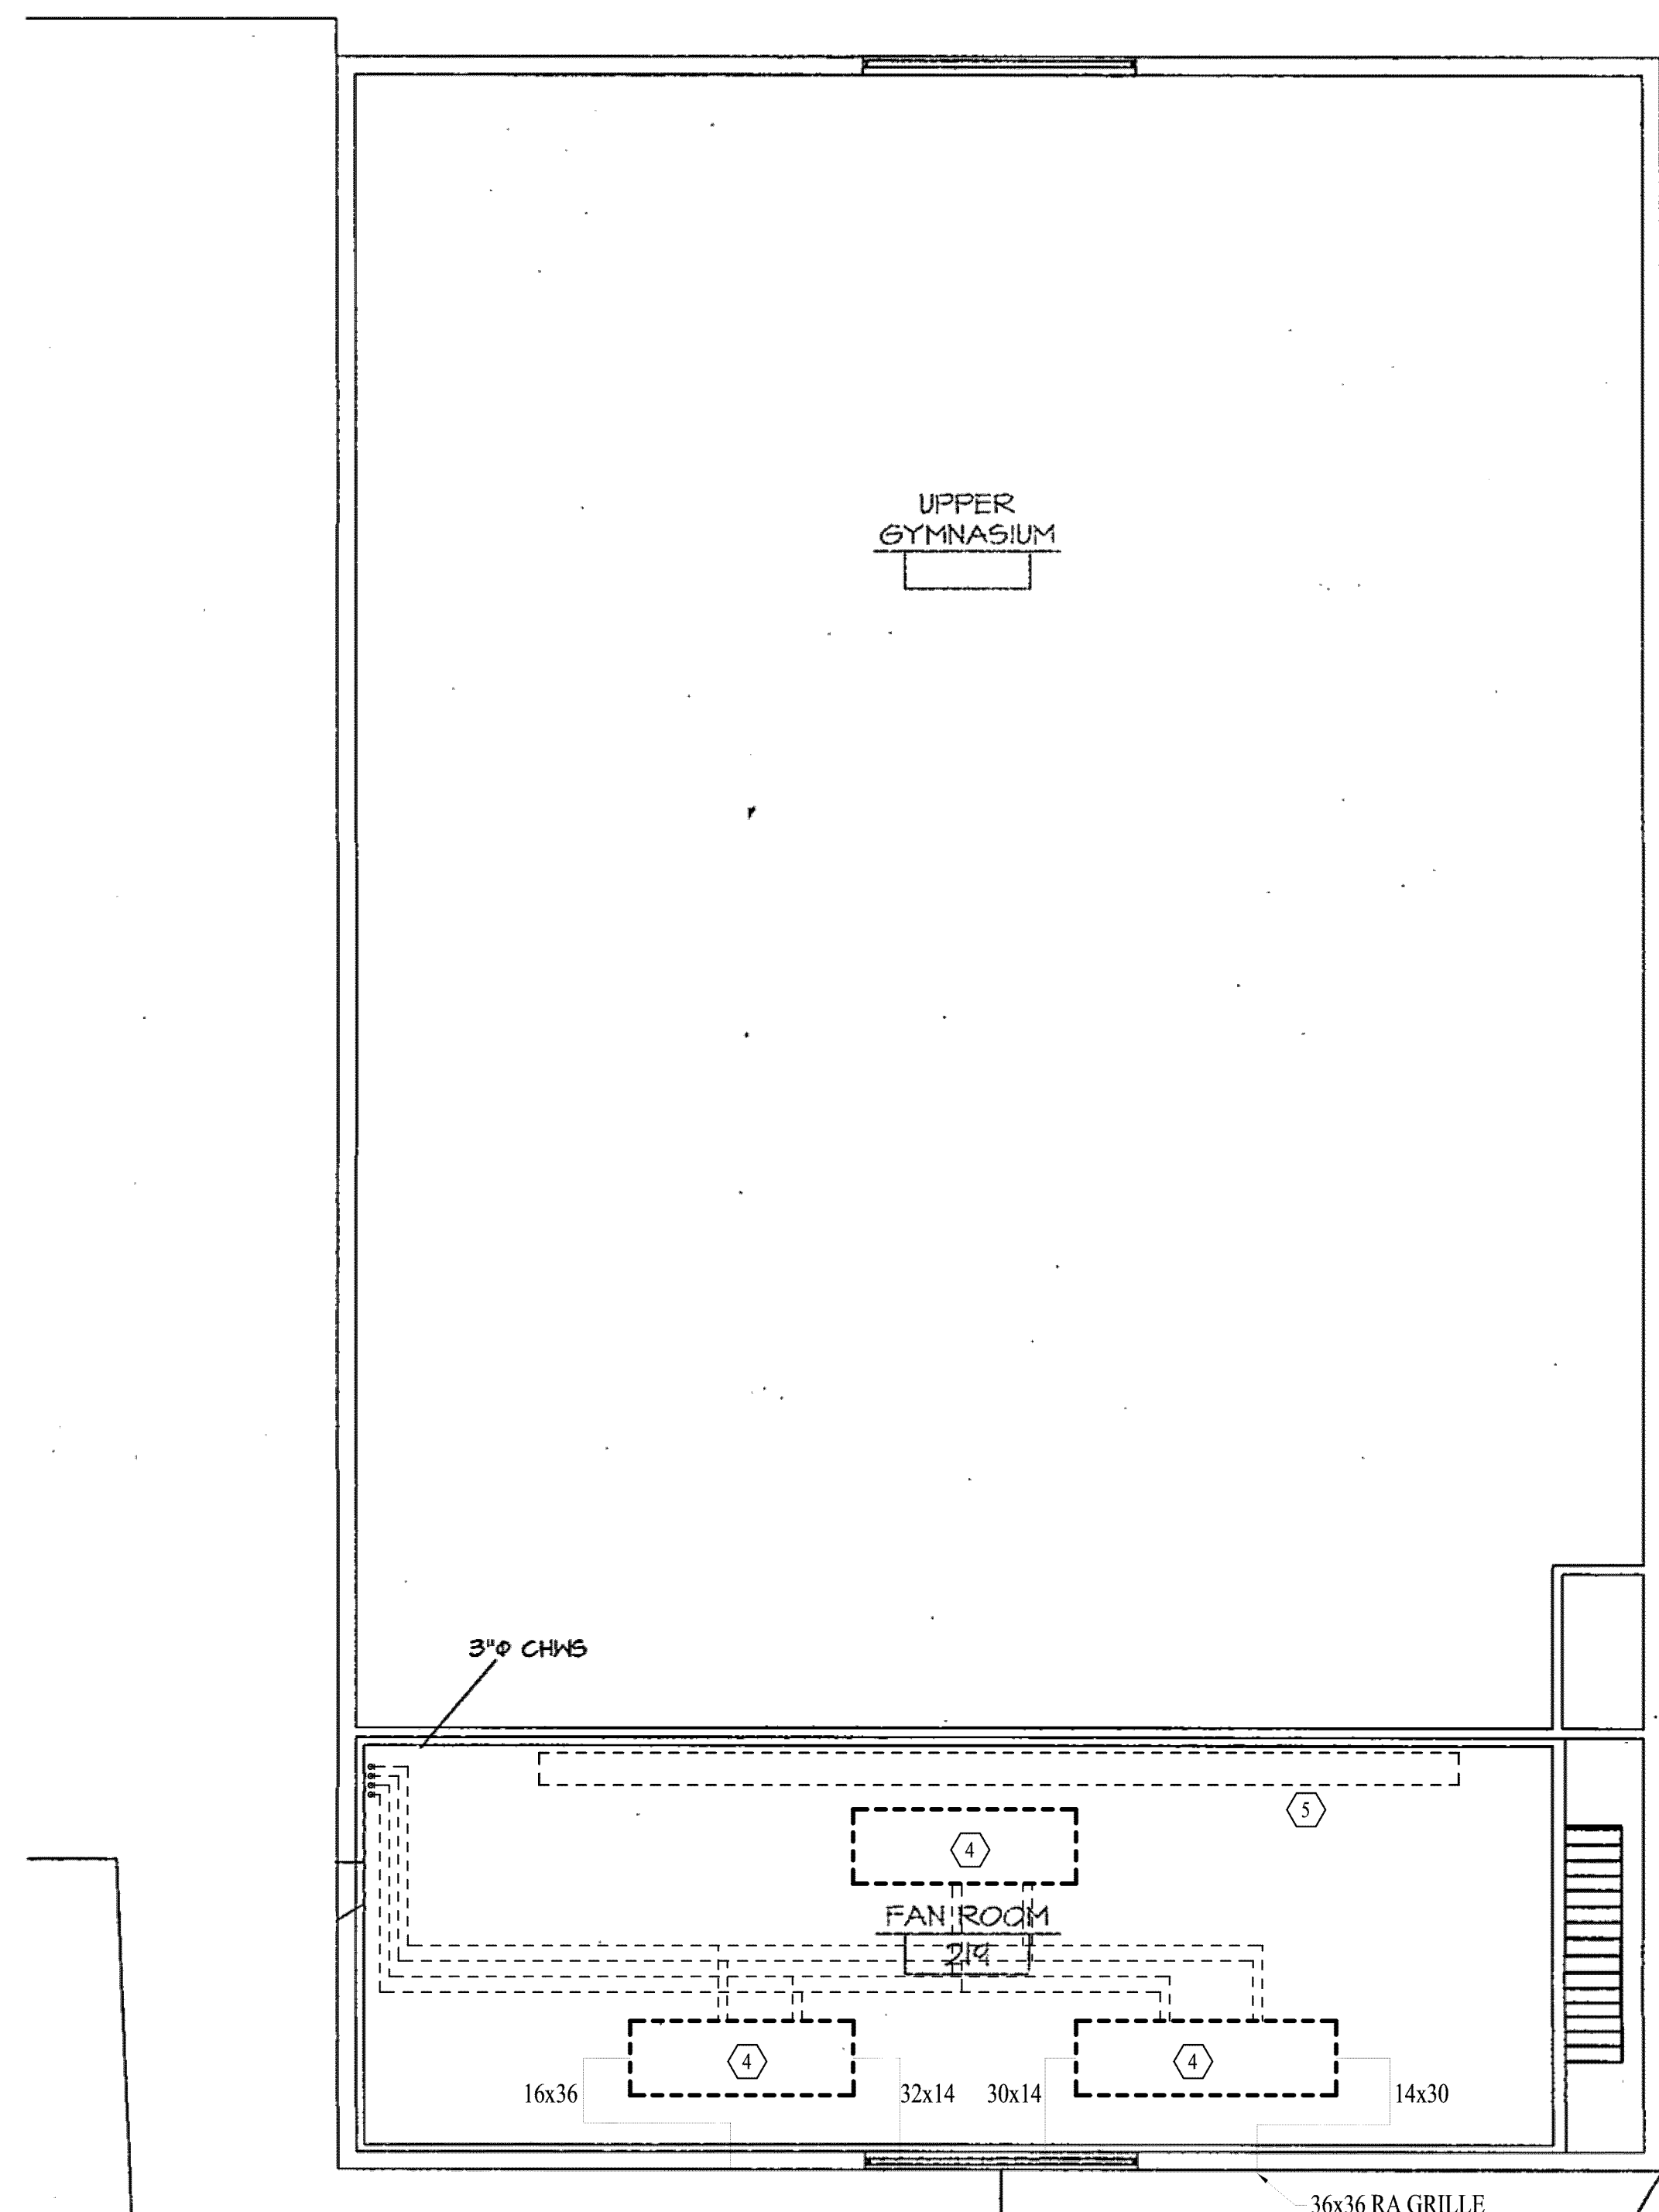 UPPER
GYMNASIUM
3"Φ CHWS
5
4
FAN ROOM
219
4
4
16x36
32x14
30x14
14x30
36x36 RA GRILLE